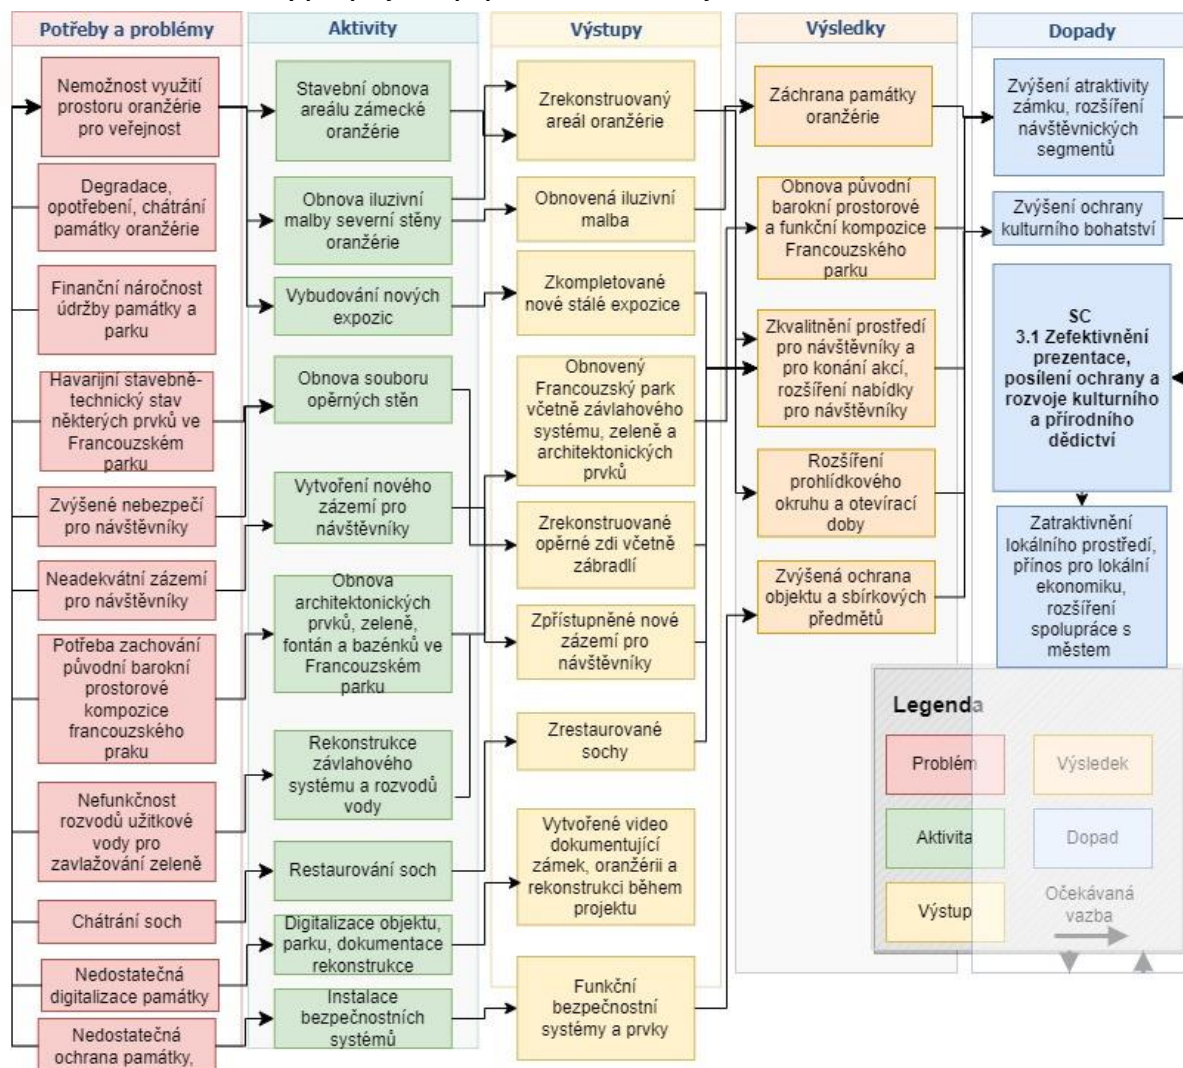 Potřeby a problémy
Nemožnost využití
prostoru oranžérie
pro veřejnost
Degradace,
opotřebení, chátrání
památky oranžérie
Finanční náročnost
údržby památky a
parku
Havarijní stavebně-
technický stav
některých prvků ve
Francouzském
parku
Zvýšené nebezpečí
pro návštěvníky
Neadekvátní zázemí
pro návštěvníky
Potřeba zachování
původní barokní
prostorové
kompozice
francouzského
praku
Nefunkčnost
rozvodů užitkové
vody pro
zavlažování zeleně
Chátrání soch
Nedostatečná
digitalizace památky
Nedostatečná
ochrana památky,
Aktivity
Stavební obnova
areálu zámecké
oranžérie
Obnova iluzivní
malby severní stěny
oranžérie
Vybudování nových
expozic
Obnova souboru
opěrných stěn
Vytvoření nového
zázemí pro
návštěvníky
Obnova
architektonických
prvků, zeleně,
fontán a bazénků ve
Francouzském
parku
Rekonstrukce
závlahového
systému a rozvodů
vody
Restaurování soch
Digitalizace objektu,
parku, dokumentace
rekonstrukce
Instalace
bezpečnostních
systémů
Výstupy
Zrekonstruovaný
areál oranžérie
Obnovená iluzivní
malba
Zkompletované
nové stálé expozice
Obnovený
Francouzský park
včetně závlahového
systému, zeleně a
architektonických
prvků
Zrekonstruované
opěrné zdi včetně
zábradlí
Zpřístupněné nové
zázemí pro
návštěvníky
Zrestaurované
sochy
Vytvořené video
dokumentující
zámek, oranžérii a
rekonstrukci během
projektu
Funkční
bezpečnostní
systémy a prvky
Výsledky
Záchrana památky
oranžérie
Obnova původní
barokní prostorové
a funkční kompozice
Francouzského
parku
Zkvalitnění prostředí
pro návštěvníky a
pro konání akcí,
rozšíření nabídky
pro návštěvníky
Rozšíření
prohlídkového
okruhu a otevírací
doby
Zvýšená ochrana
objektu a sbírkových
předmětů
Dopady
Zvýšení atraktivity
zámku, rozšíření
návštěvnických
segmentů
Zvýšení ochrany
kulturního bohatství
SC
3.1 Zefektivnění
prezentace,
posílení ochrany a
rozvoje kulturního
a přírodního
dědictví
Zatraktivnění
lokálního prostředí,
přínos pro lokální
ekonomiku,
rozšíření
spolupráce s
městem
Legenda
Problém
Výsledek
Aktivita
Dopad
Výstup
Očekávaná
vazba